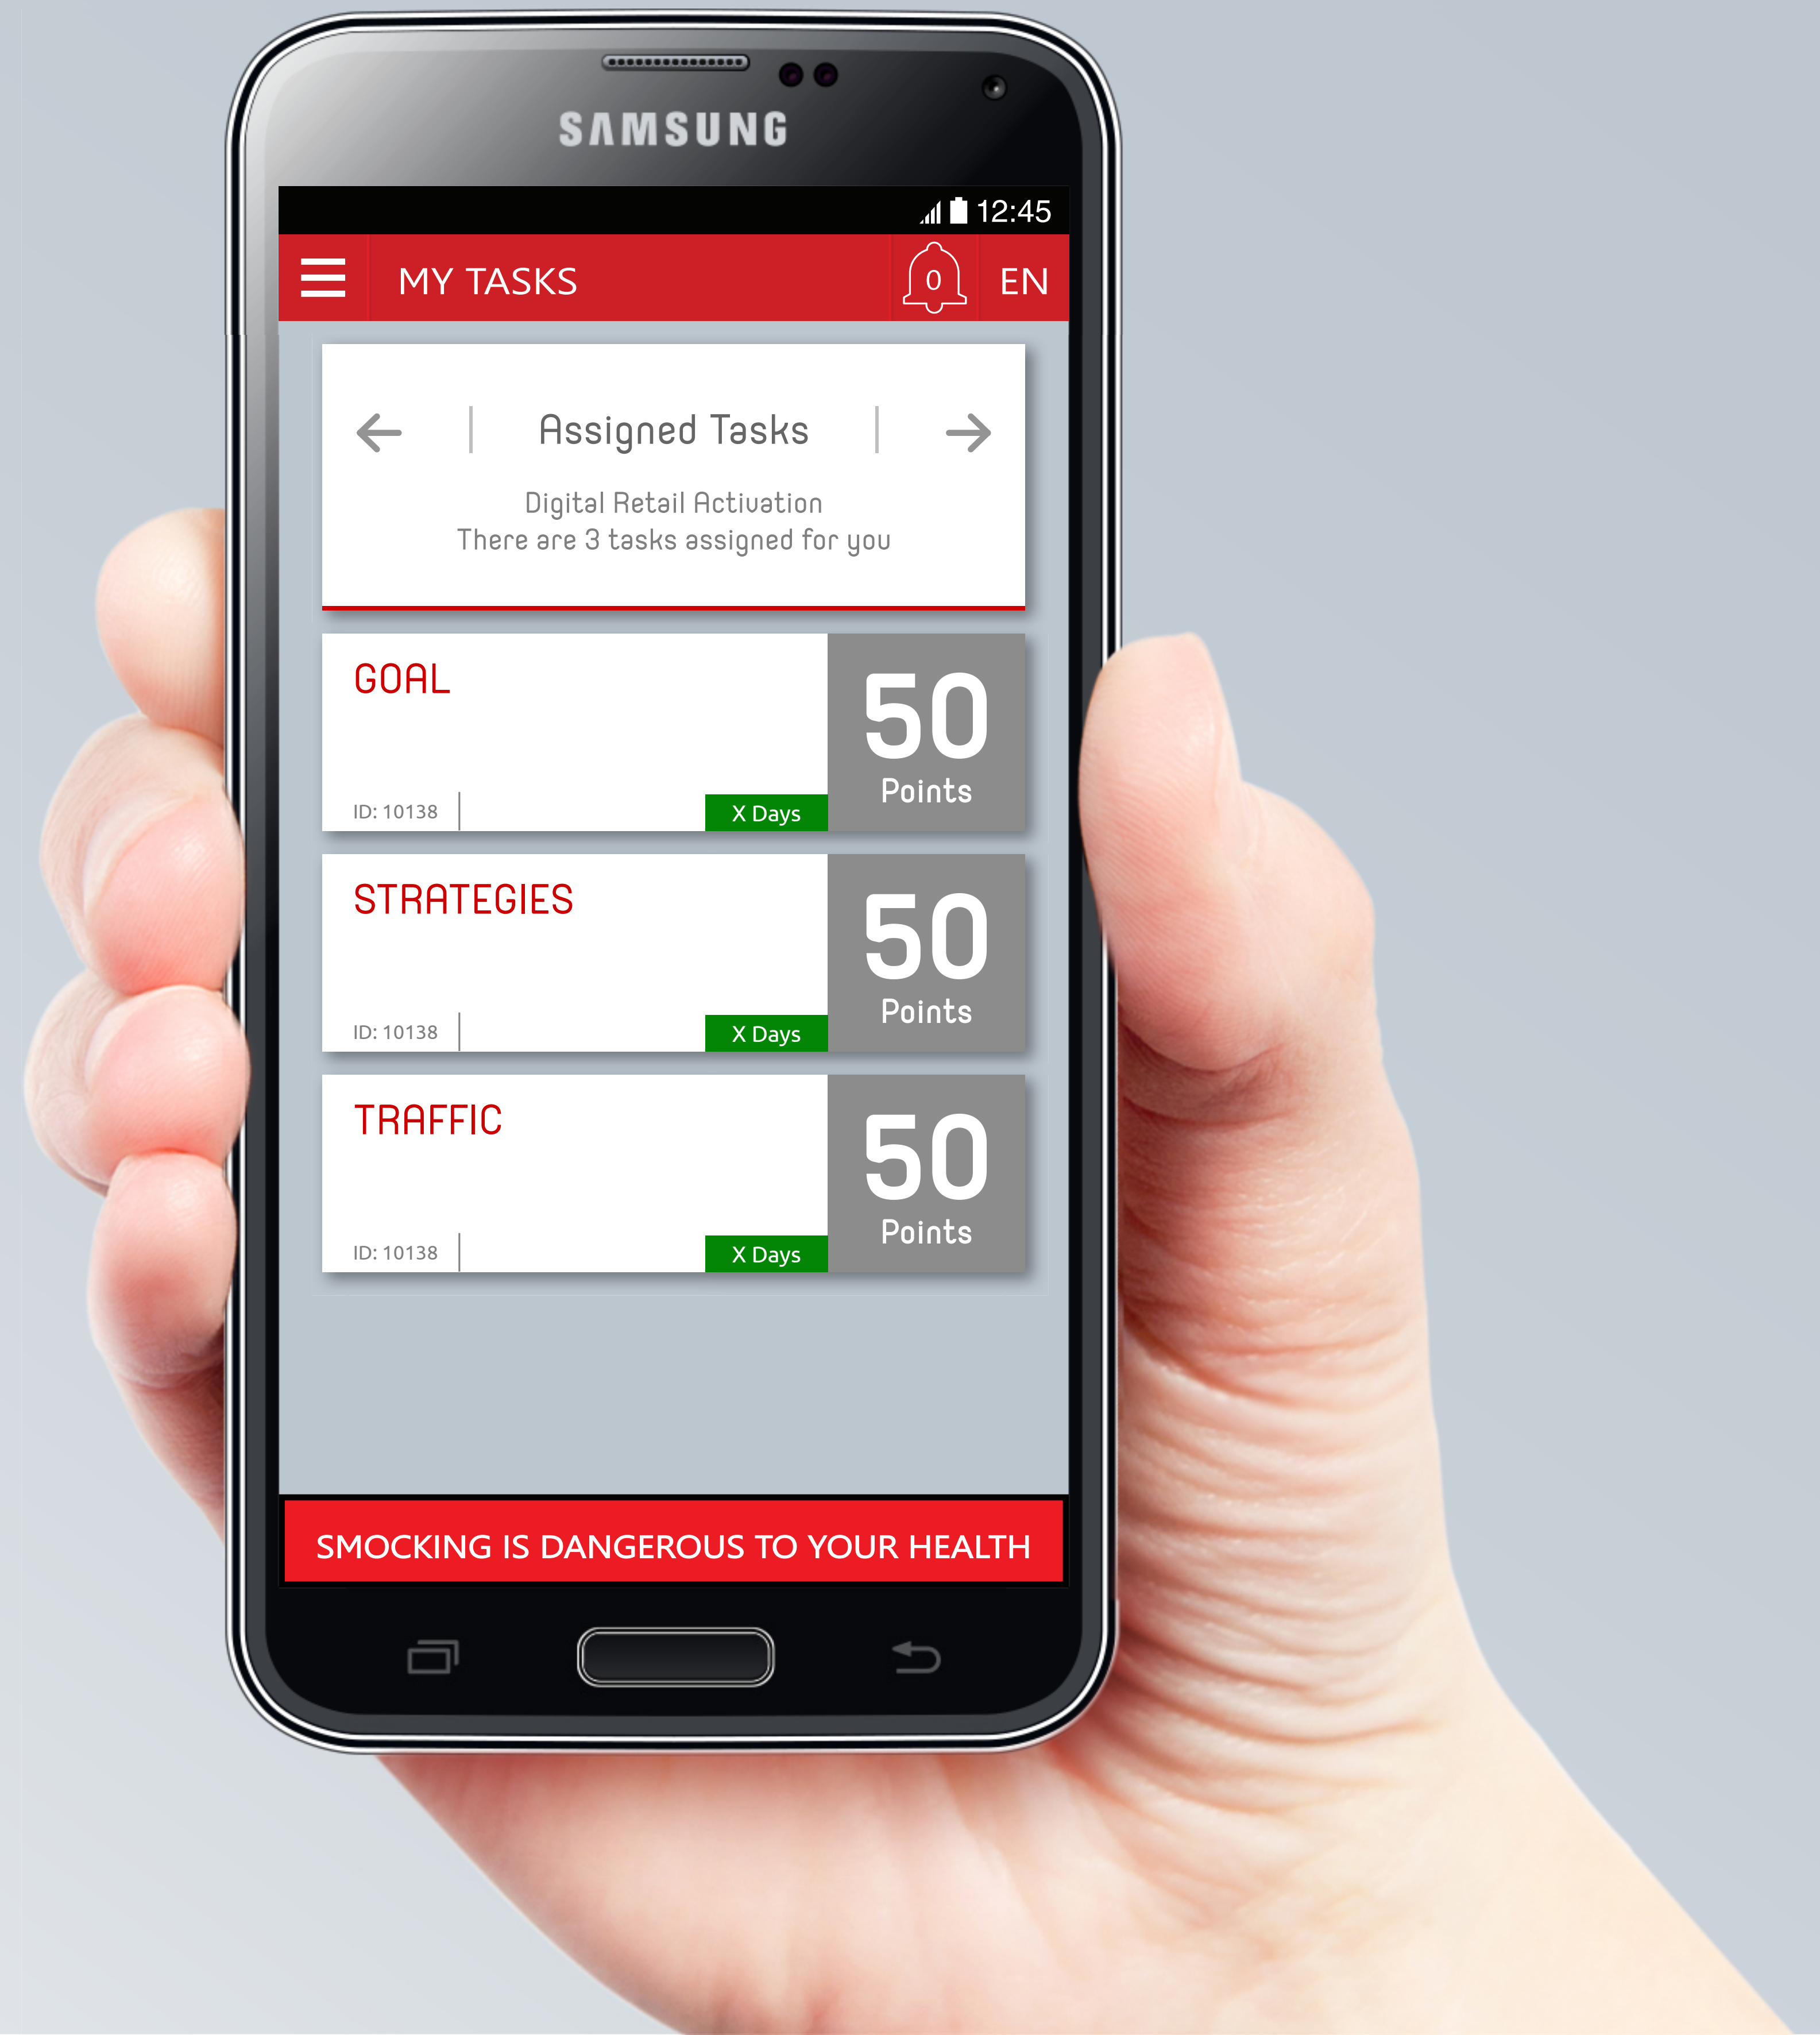 SAMSUNG
12:45
MY TASKS
0
EN
Assigned Tasks
Digital Retail Activation
There are 3 tasks assigned for you
GOAL
50
Points
ID: 10138
X Days
STRATEGIES
50
Points
ID: 10138
X Days
TRAFFIC
50
Points
ID: 10138
X Days
SMOCKING IS DANGEROUS TO YOUR HEALTH